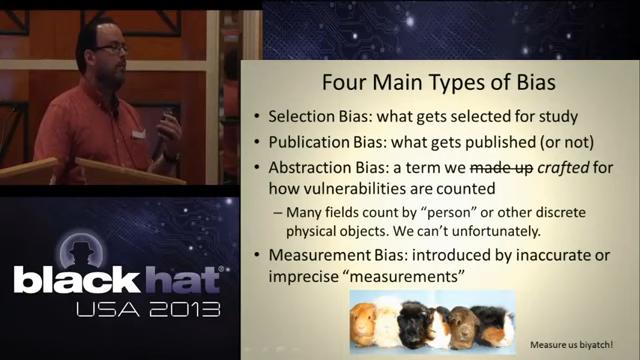 Four Main Types of Bias
• Selection Bias: what gets selected for study
• Publication Bias: what gets published (or not)
• Abstraction Bias: a term we made up crafted for
how vulnerabilities are counted
– Many fields count by “person” or other discrete
physical objects. We can’t unfortunately.
• Measurement Bias: introduced by inaccurate or
imprecise “measurements”
Measure us biyatch!
black hat®
USA 2013